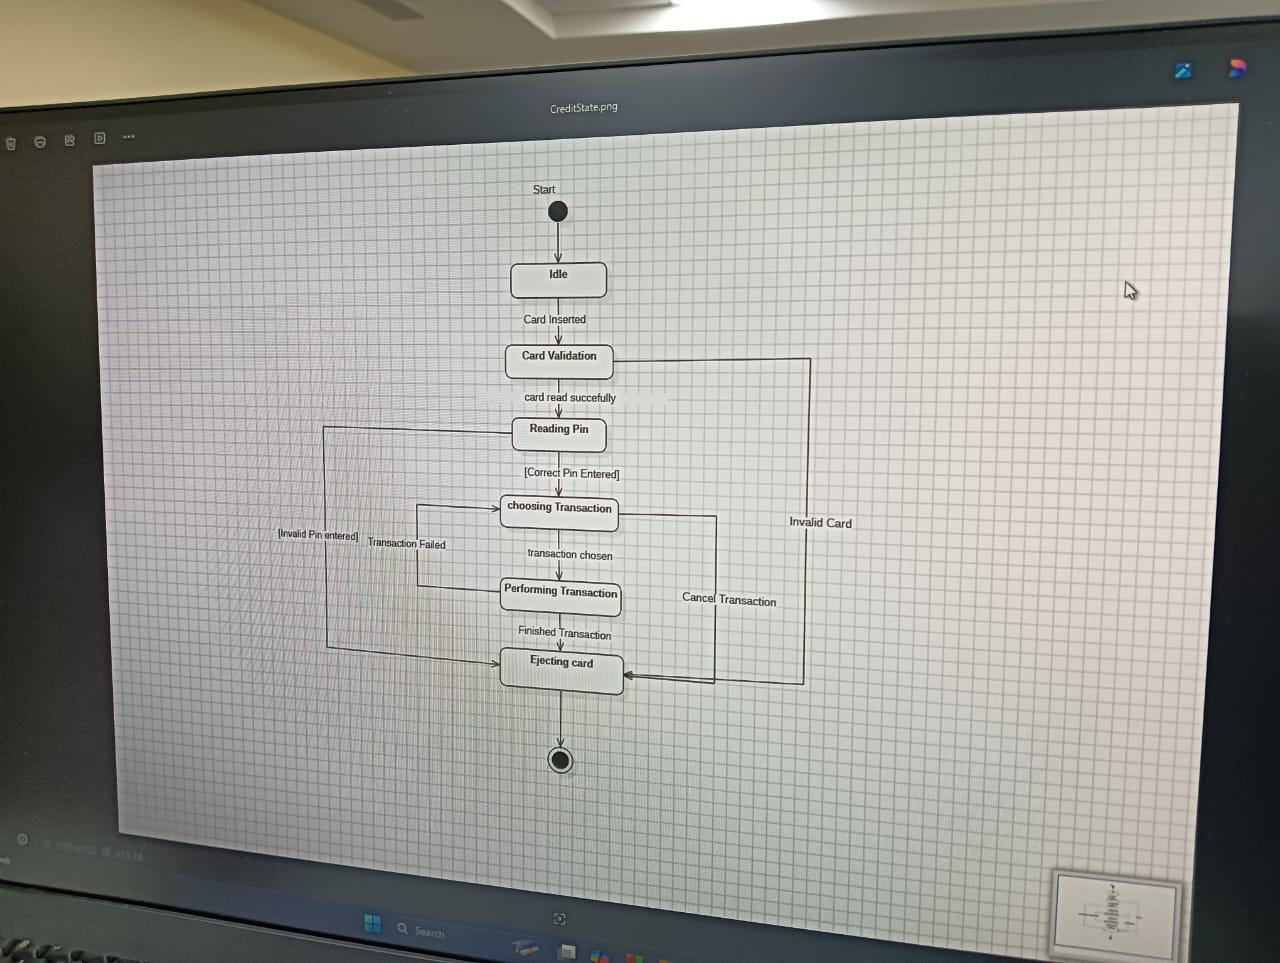 CreditState.png
Start
Idle
Card Inserted
Card Validation
card read succefully
Reading Pin
[Correct Pin Entered]
choosing Transaction
Invalid Card
[Invalid Pin entered]
Transaction Failed
transaction chosen
Performing Transaction
Cancel Transaction
Finished Transaction
Ejecting card
Search